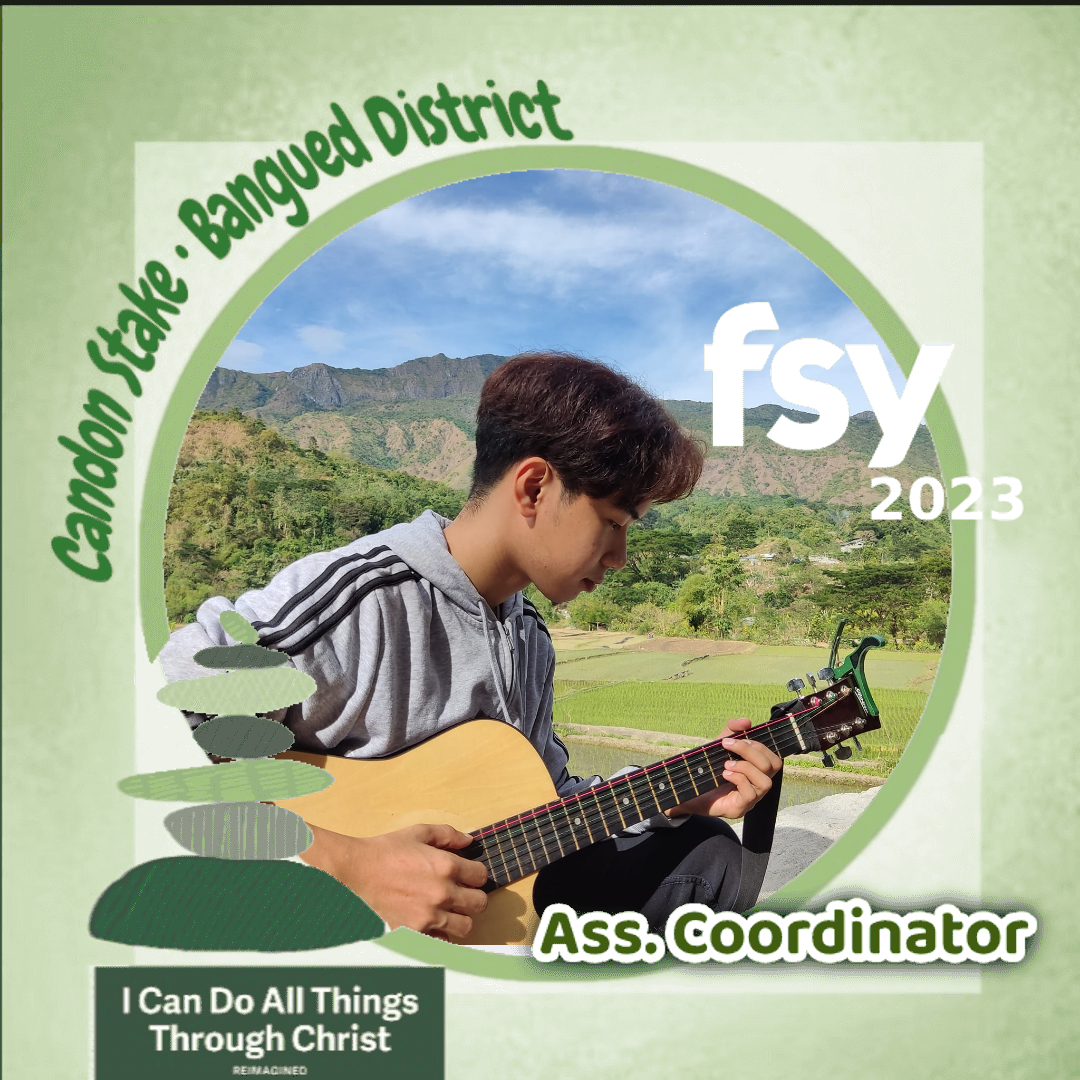 Candon Stake · Bangued District
fsy
2023
Ass. Coordinator
I Can Do All Things
Through Christ
REIMAGINED